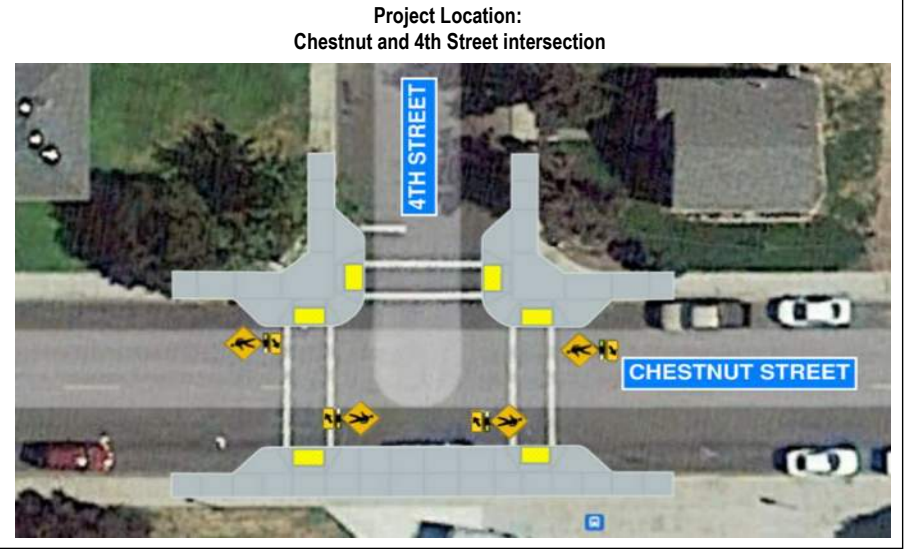 Project Location:
Chestnut and 4th Street intersection
4TH STREET
CHESTNUT STREET